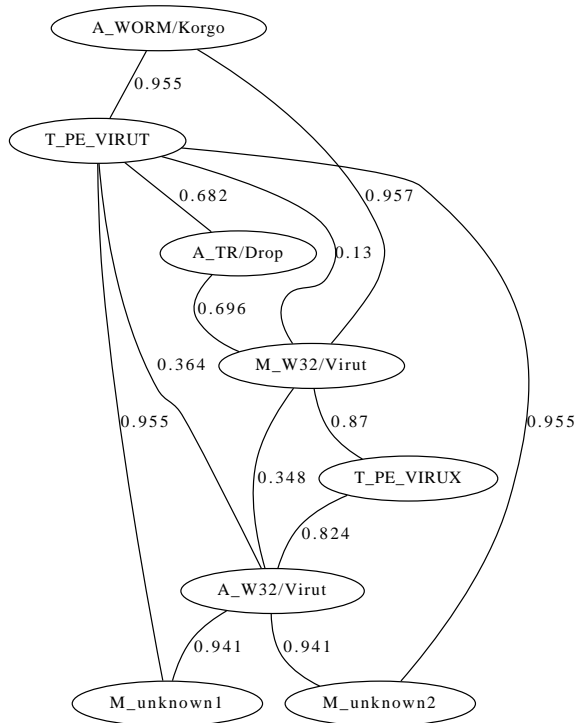 A_WORM/Korgo
0.955
T_PE_VIRUT
0.682
0.957
A_TR/Drop
0.13
0.696
M_W32/Virut
0.364
0.955
0.87
0.955
0.348
T_PE_VIRUX
0.824
A_W32/Virut
0.941
0.941
M_unknown1
M_unknown2